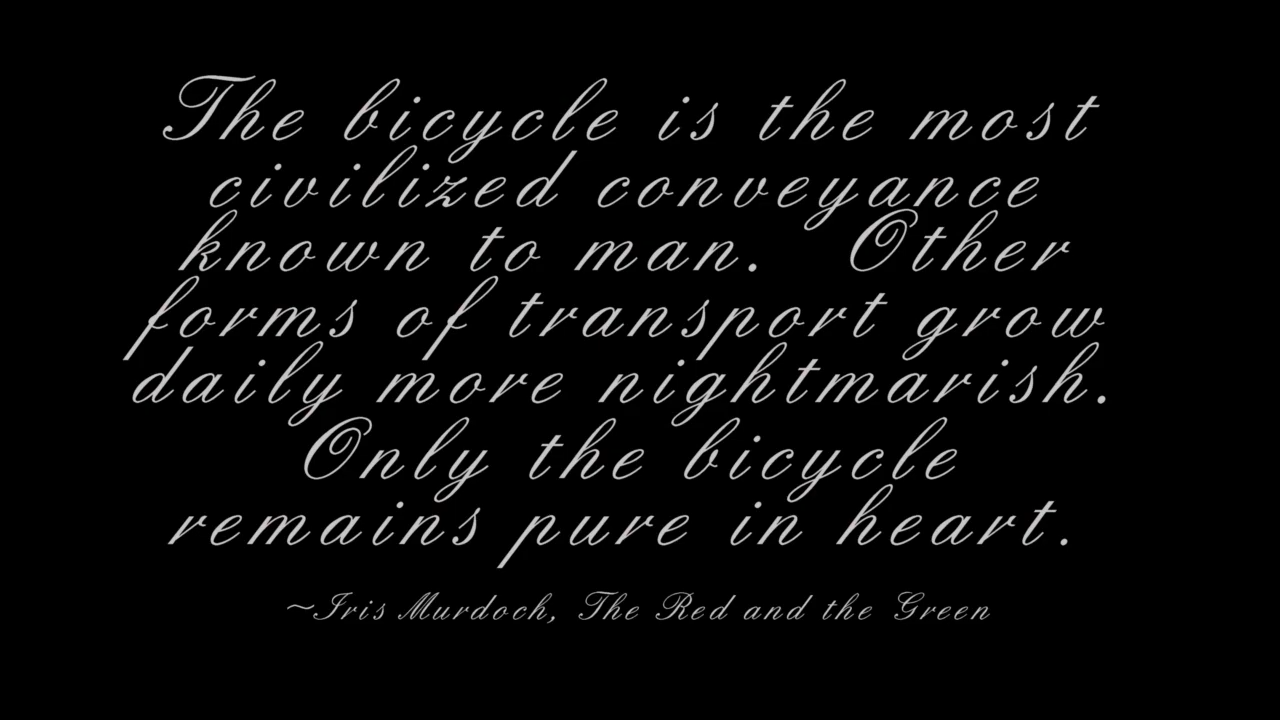 The bicycle is the most
civilized conveyance
known to man.  Other
forms of transport grow
daily more nightmarish.
Only the bicycle
remains pure in heart.
~Iris Murdoch, The Red and the Green